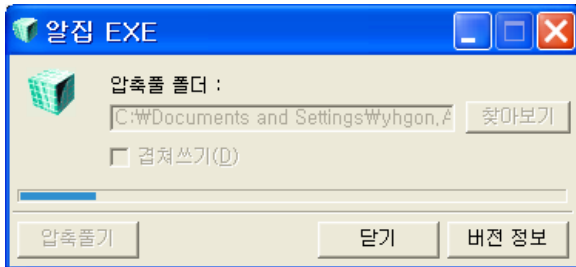 알집 EXE
압축풀 폴더 :
C:₩Documents and Settings₩yhgon,A 찾아보기
겹쳐쓰기(D)
압축풀기 닫기 버전 정보